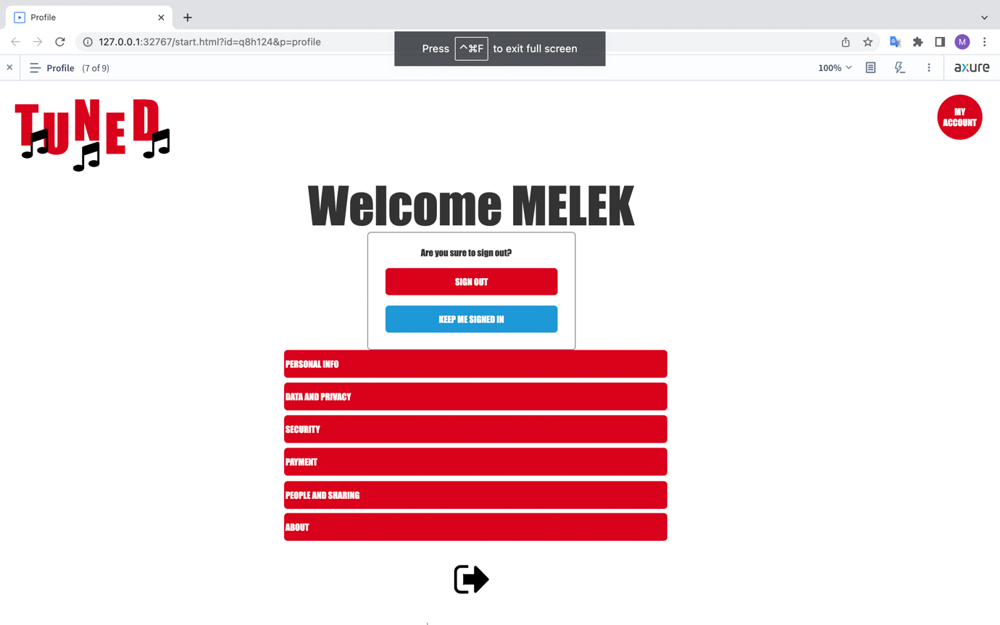 Profile
127.0.0.1:32767/start.html?id=q8h124&p=profile
Press ^⌘F to exit full screen
M
Profile (7 of 9)
100%
axure
TUNED
MY
ACCOUNT
Welcome MELEK
Are you sure to sign out?
SIGN OUT
KEEP ME SIGNED IN
PERSONAL INFO
DATA AND PRIVACY
SECURITY
PAYMENT
PEOPLE AND SHARING
ABOUT